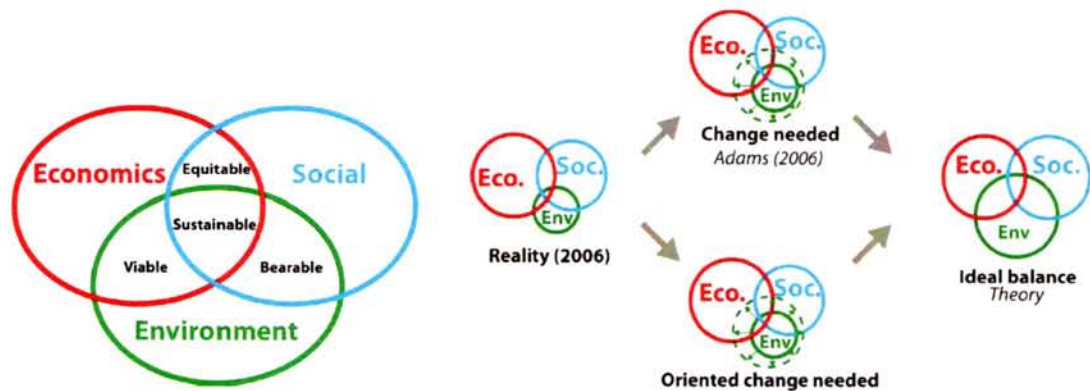 Economics
Equitable
Social
Sustainable
Viable
Bearable
Environment
Eco.
Soc.
Env
Reality (2006)
Eco.
Soc.
Env
Change needed
Adams (2006)
Eco.
Soc.
Env
Oriented change needed
Eco.
Soc.
Env
Ideal balance
Theory